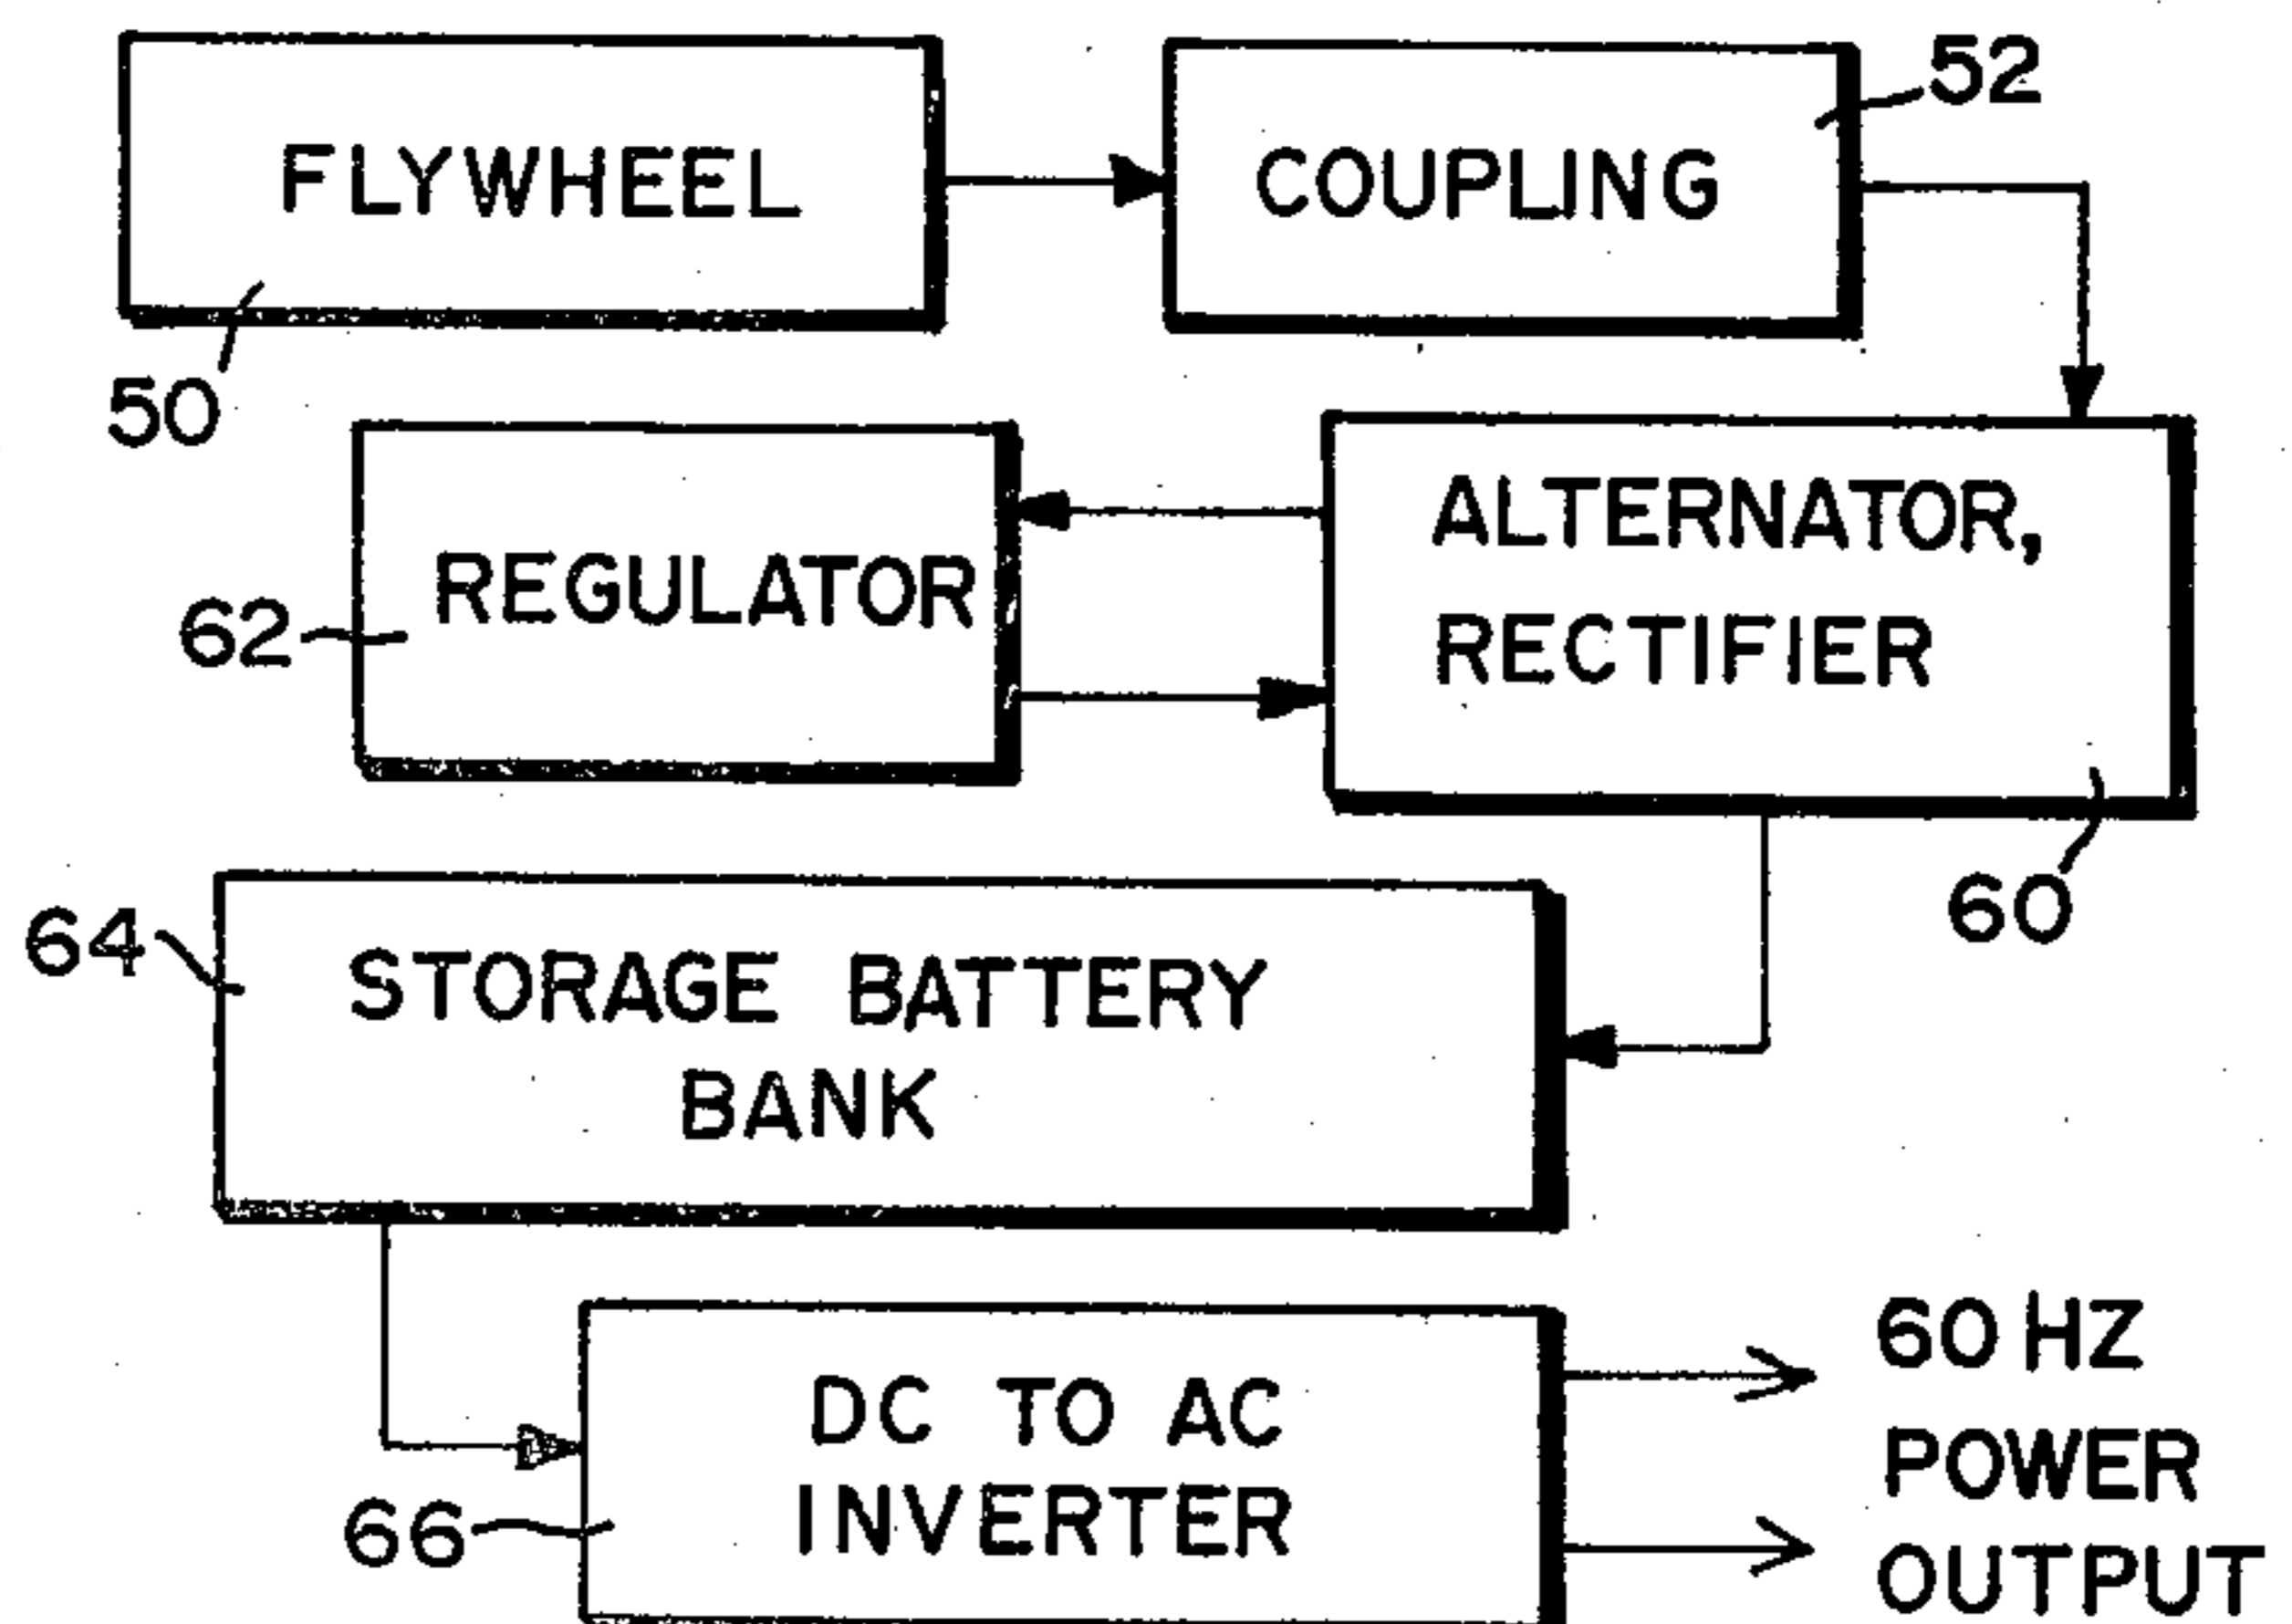 FLYWHEEL
50
COUPLING
52
REGULATOR
62
ALTERNATOR,
RECTIFIER
60
64
STORAGE BATTERY
BANK
DC TO AC
INVERTER
66
60 HZ
POWER
OUTPUT